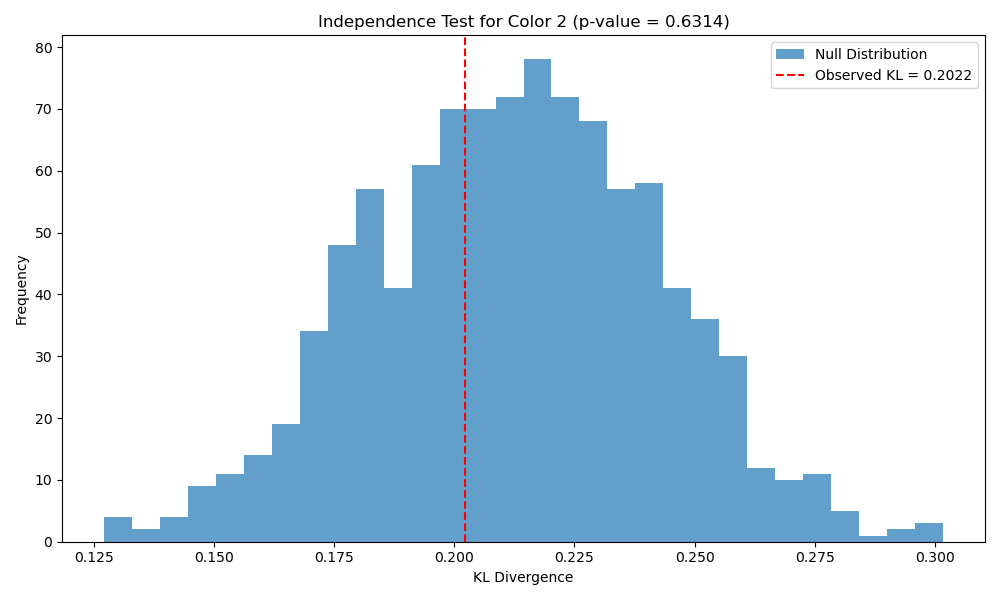 Independence Test for Color 2 (p-value = 0.6314)
Null Distribution
Observed KL = 0.2022
Frequency
80
70
60
50
40
30
20
10
0
0.125 0.150 0.175 0.200 0.225 0.250 0.275 0.300
KL Divergence